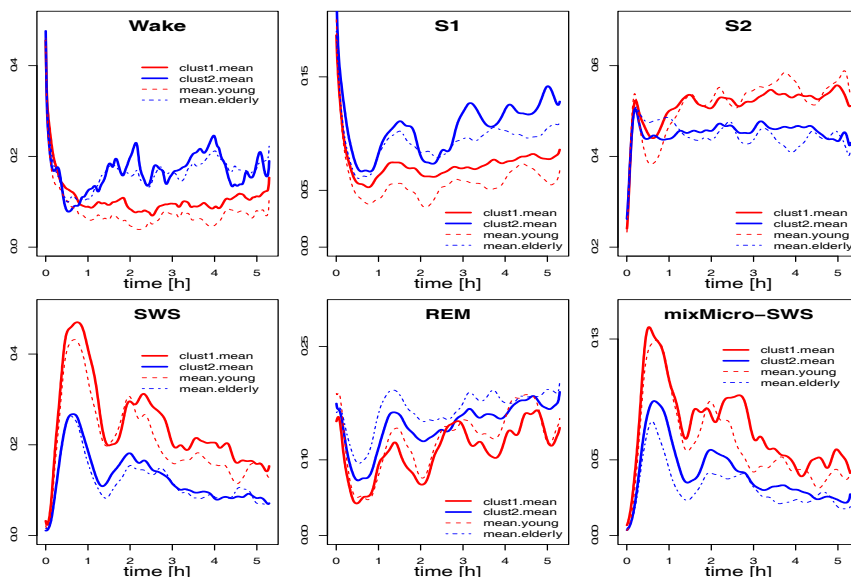 Wake
0.4
0.2
0.0
clust1.mean
clust2.mean
mean.young
mean.elderly
0 1 2 3 4 5
time [h]
S1
0.15
0.05
0.00
clust1.mean
clust2.mean
mean.young
mean.elderly
0 1 2 3 4 5
time [h]
S2
0.6
0.4
0.2
clust1.mean
clust2.mean
mean.young
mean.elderly
0 1 2 3 4 5
time [h]
SWS
0.4
0.2
0.0
clust1.mean
clust2.mean
mean.young
mean.elderly
0 1 2 3 4 5
time [h]
REM
0.25
0.10
0.00
clust1.mean
clust2.mean
mean.young
mean.elderly
0 1 2 3 4 5
time [h]
mixMicro-SWS
0.13
0.05
0.00
clust1.mean
clust2.mean
mean.young
mean.elderly
0 1 2 3 4 5
time [h]